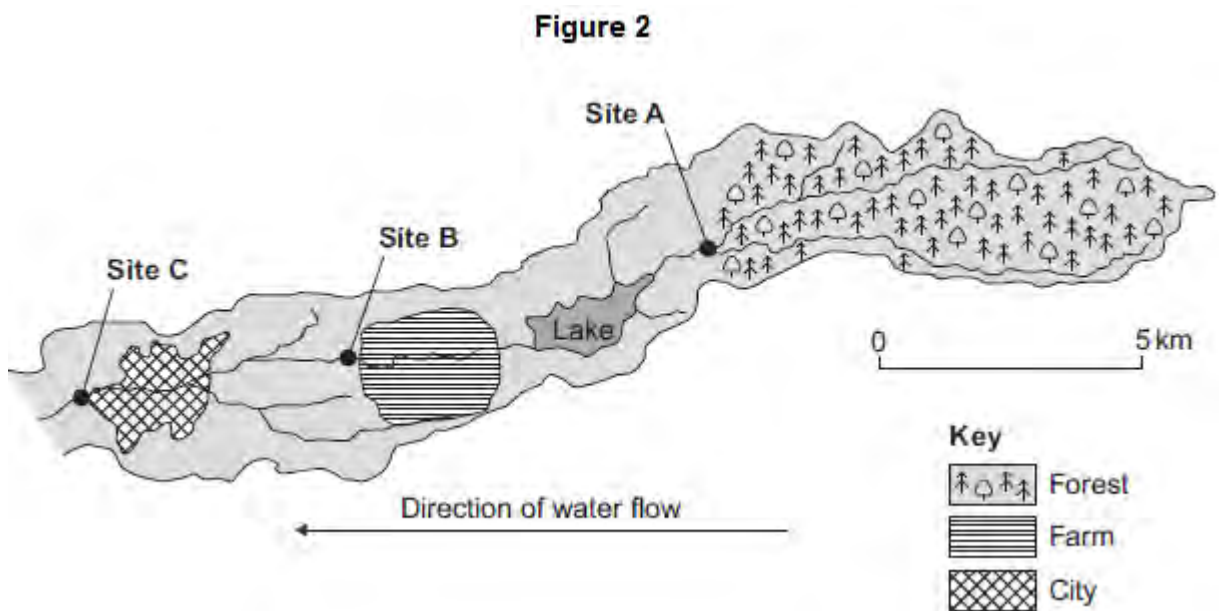 Figure 2
Site A
Site B
Site C
Lake
0 5 km
Key
Forest
Direction of water flow
Farm
City